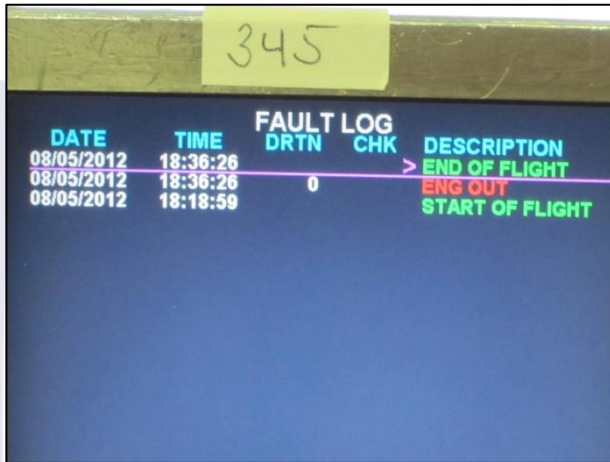 345
FAULT LOG
DATE TIME DRTN CHK DESCRIPTION
08/05/2012 18:36:26 > END OF FLIGHT
08/05/2012 18:36:26 0 ENG OUT
08/05/2012 18:18:59 START OF FLIGHT